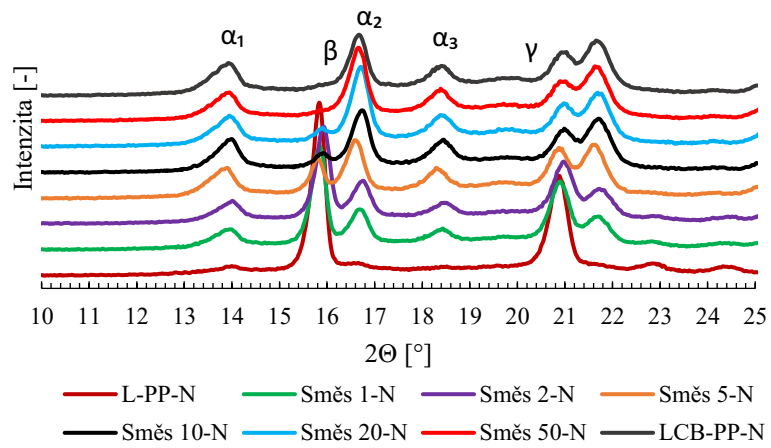 α₁ β α₂ α₃ γ
Intenzita [-]
10 11 12 13 14 15 16 17 18 19 20 21 22 23 24 25
2Θ [°]
L-PP-N Směs 1-N Směs 2-N Směs 5-N
Směs 10-N Směs 20-N Směs 50-N LCB-PP-N